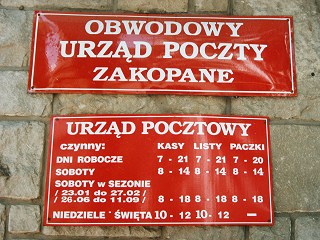 OBWODOWY
URZĄD POCZTY
ZAKOPANE
URZĄD POCZTOWY
czynny: KASY LISTY PACZKI
DNI ROBOCZE 7 - 21 7 - 21 7 - 20
SOBOTY 8 - 14 8 - 14 8 - 14
SOBOTY w SEZONIE
/ 23.01 do 27.02 /
/ 26.06 do 11.09 / 8 - 18 8 - 18 8 - 18
NIEDZIELE ŚWIĘTA 10 - 12 10 - 12 —